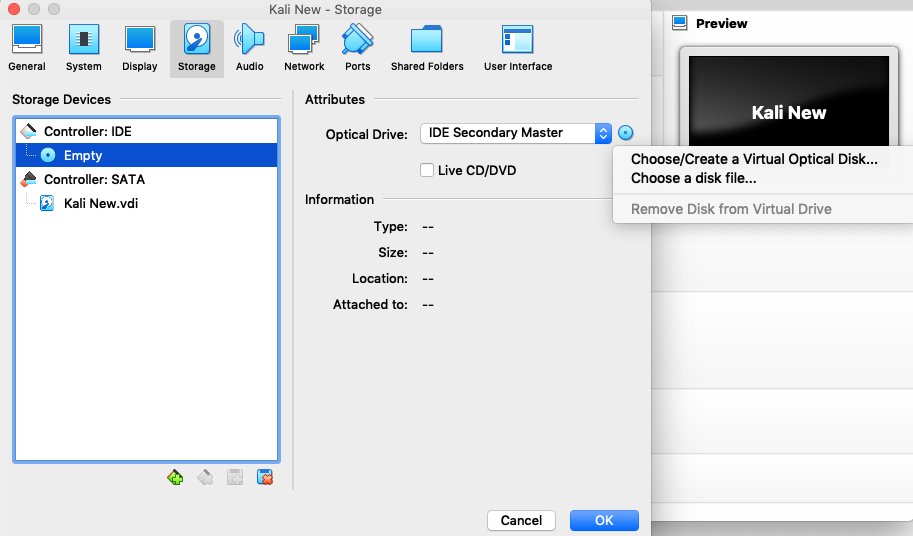 Kali New - Storage
Preview
General System Display Storage Audio Network Ports Shared Folders User Interface
Storage Devices
Controller: IDE
Empty
Controller: SATA
Kali New.vdi
Attributes
Optical Drive: IDE Secondary Master
Live CD/DVD
Information
Type: --
Size: --
Location: --
Attached to: --
Kali New
Choose/Create a Virtual Optical Disk...
Choose a disk file...
Remove Disk from Virtual Drive
Cancel OK